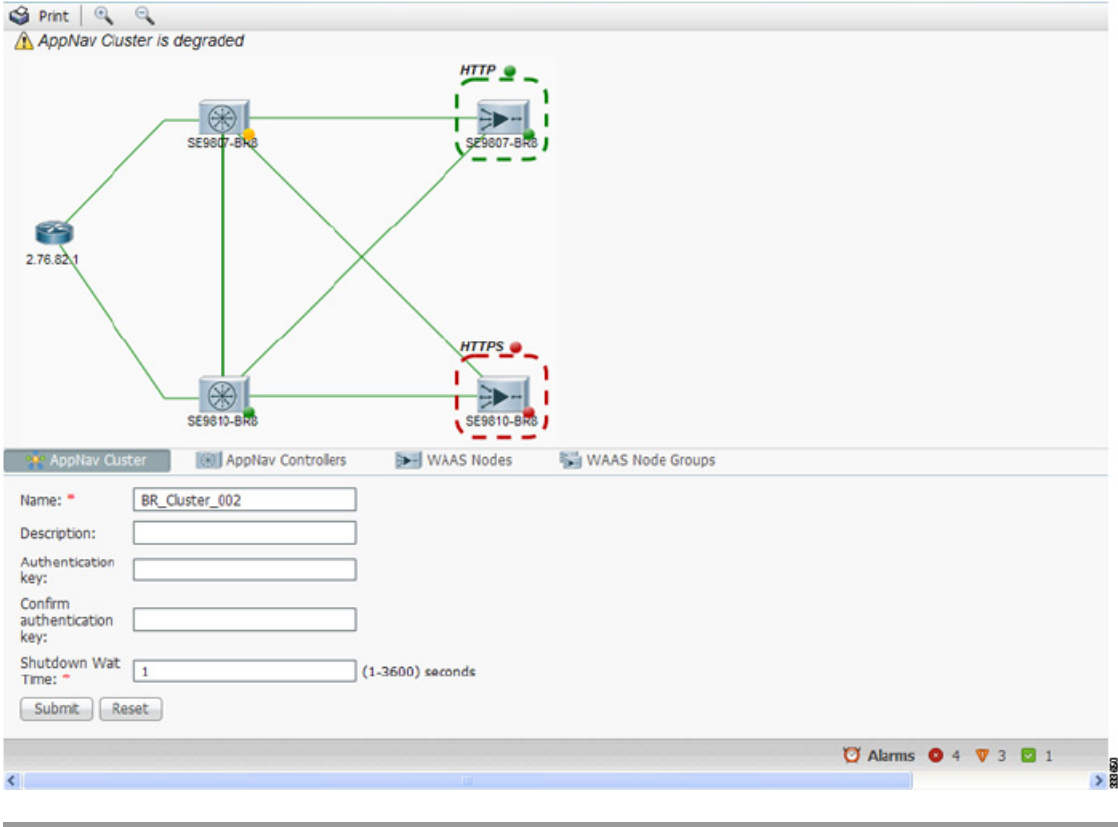 Print
AppNav Cluster is degraded
HTTP
SE9807-BR8
SE9807-BR8
2.76.82.1
HTTPS
SE9810-BR8
SE9810-BR8
AppNav Cluster
AppNav Controllers
WAAS Nodes
WAAS Node Groups
Name: * BR_Cluster_002
Description:
Authentication
key:
Confirm
authentication
key:
Shutdown Wait
Time: * 1 (1-3600) seconds
Submit Reset
Alarms 4 3 1